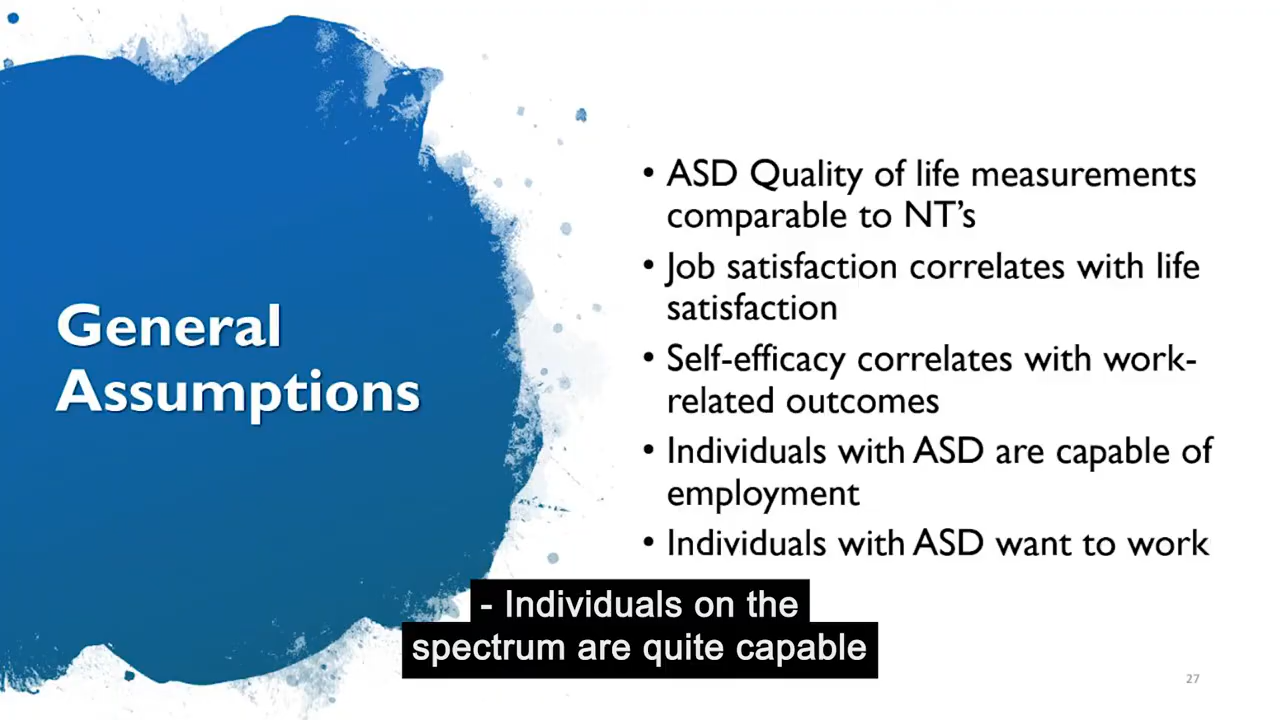 General
Assumptions
• ASD Quality of life measurements
comparable to NT’s
• Job satisfaction correlates with life
satisfaction
• Self-efficacy correlates with work-
related outcomes
• Individuals with ASD are capable of
employment
• Individuals with ASD want to work
- Individuals on the
spectrum are quite capable
27